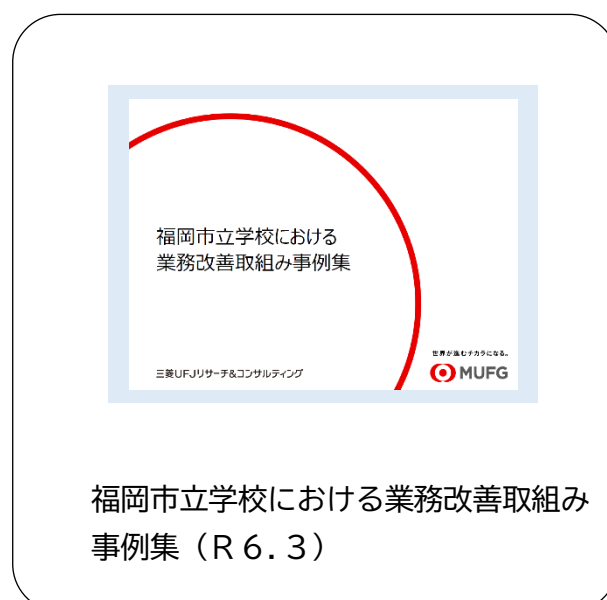 福岡市立学校における
業務改善取組み事例集
世界が進むチカラになる。
三菱UFJリサーチ&コンサルティング
MUFG
福岡市立学校における業務改善取組み
事例集（Ｒ６.３）